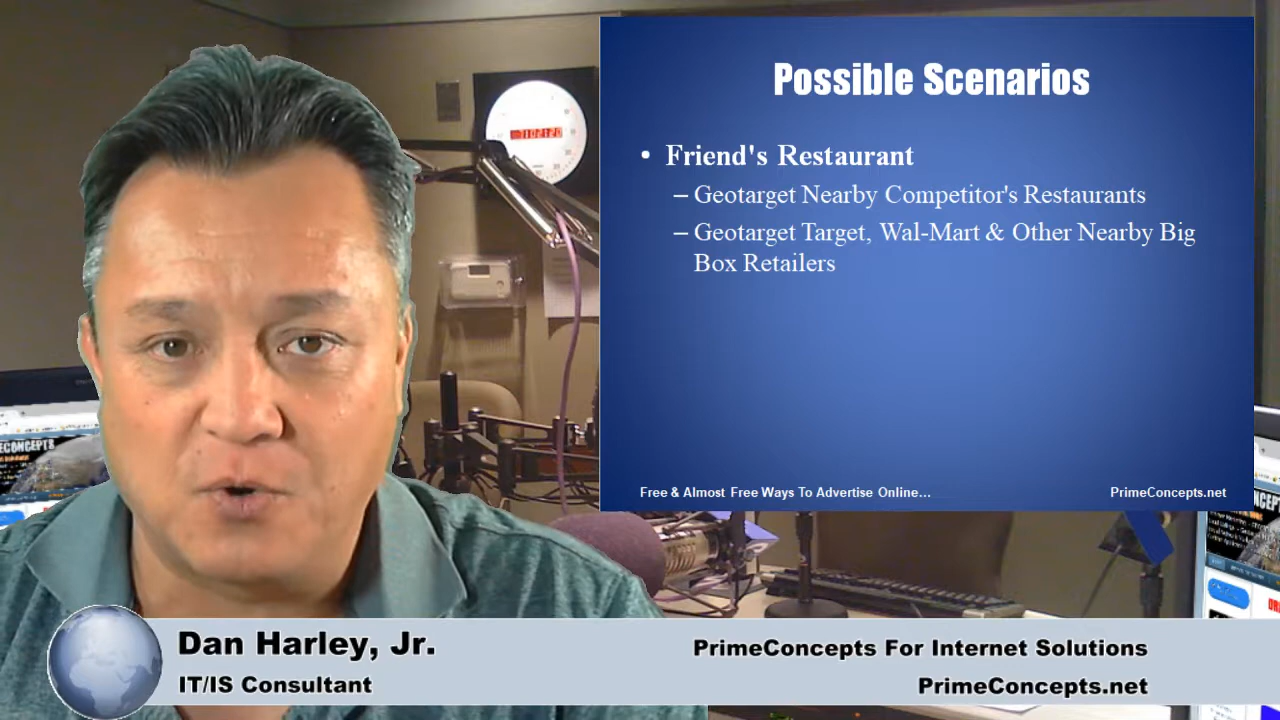 Possible Scenarios
• Friend's Restaurant
– Geotarget Nearby Competitor's Restaurants
– Geotarget Target, Wal-Mart & Other Nearby Big
Box Retailers
Free & Almost Free Ways To Advertise Online...
PrimeConcepts.net
Dan Harley, Jr.
IT/IS Consultant
PrimeConcepts For Internet Solutions
PrimeConcepts.net